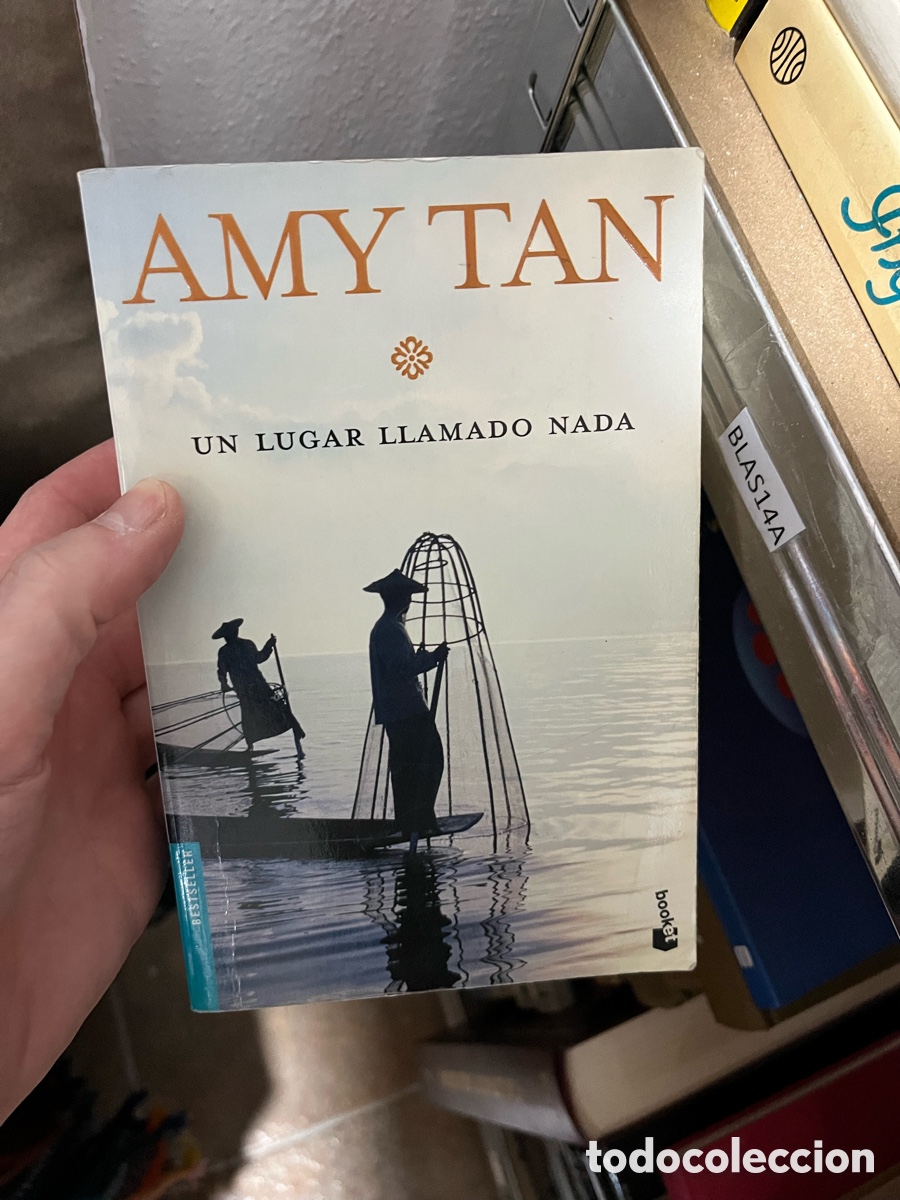 AMY TAN
UN LUGAR LLAMADO NADA
BLAS14A
BESTSELLER
booket
todocoleccion